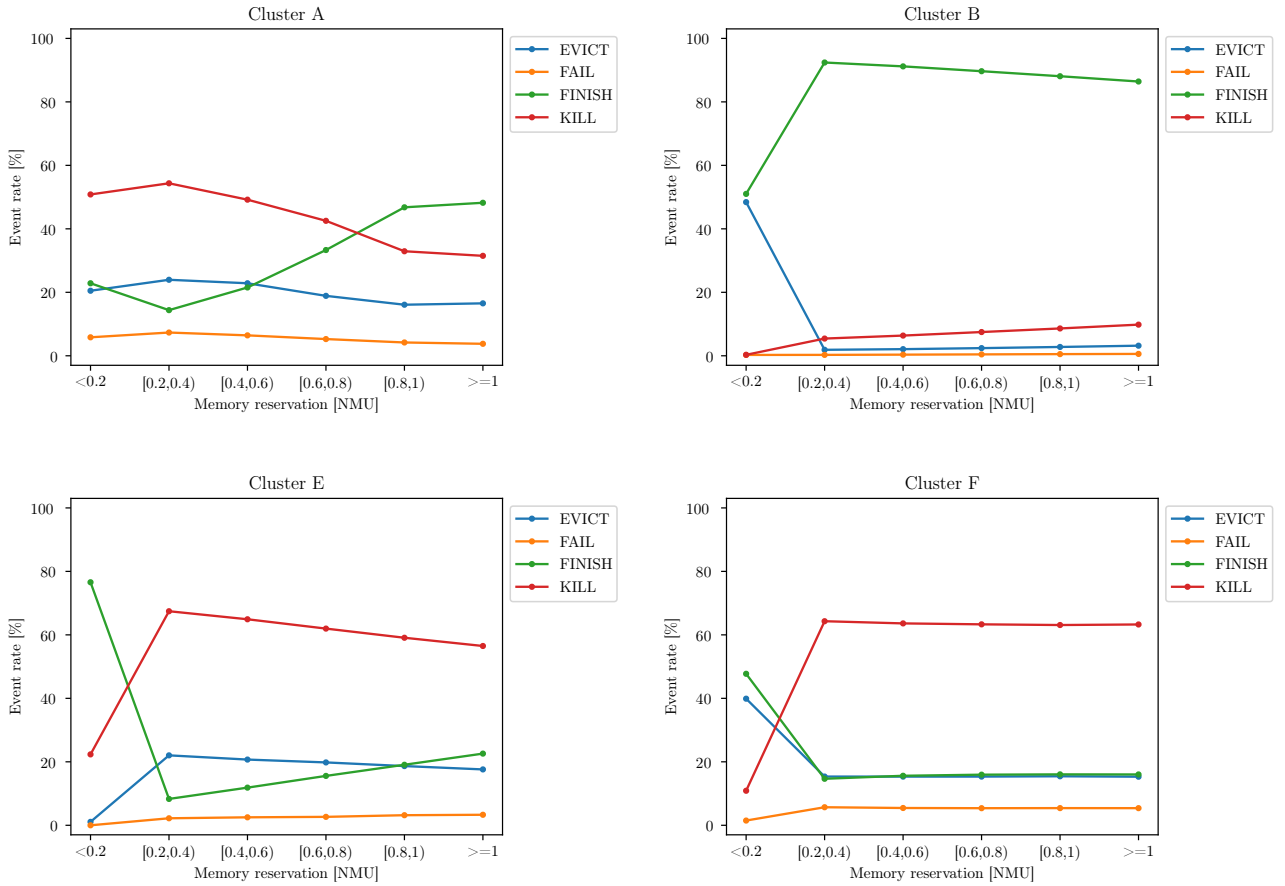 Cluster A
100
80
60
40
20
0
Event rate [%]
<0.2 [0.2,0.4) [0.4,0.6) [0.6,0.8) [0.8,1) >=1
Memory reservation [NMU]
EVICT
FAIL
FINISH
KILL
Cluster B
100
80
60
40
20
0
Event rate [%]
<0.2 [0.2,0.4) [0.4,0.6) [0.6,0.8) [0.8,1) >=1
Memory reservation [NMU]
EVICT
FAIL
FINISH
KILL
Cluster E
100
80
60
40
20
0
Event rate [%]
<0.2 [0.2,0.4) [0.4,0.6) [0.6,0.8) [0.8,1) >=1
Memory reservation [NMU]
EVICT
FAIL
FINISH
KILL
Cluster F
100
80
60
40
20
0
Event rate [%]
<0.2 [0.2,0.4) [0.4,0.6) [0.6,0.8) [0.8,1) >=1
Memory reservation [NMU]
EVICT
FAIL
FINISH
KILL